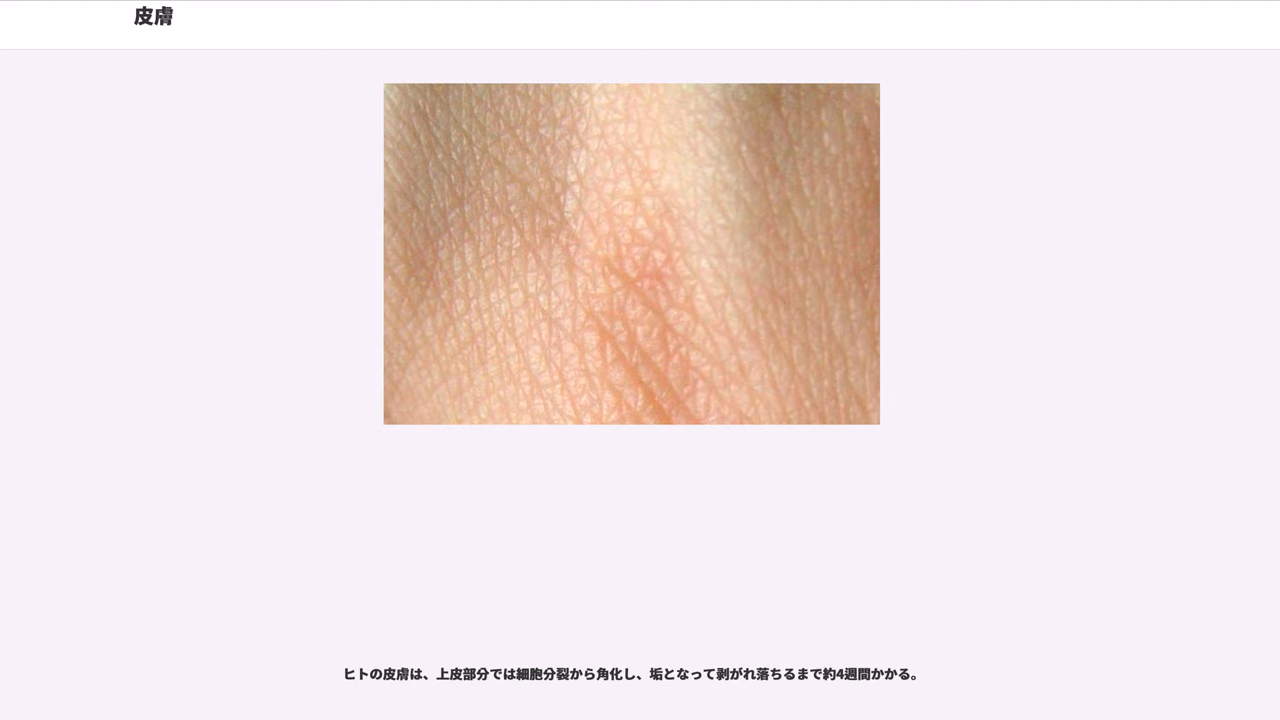 皮膚
ヒトの皮膚は、上皮部分では細胞分裂から角化し、垢となって剥がれ落ちるまで約4週間かかる。